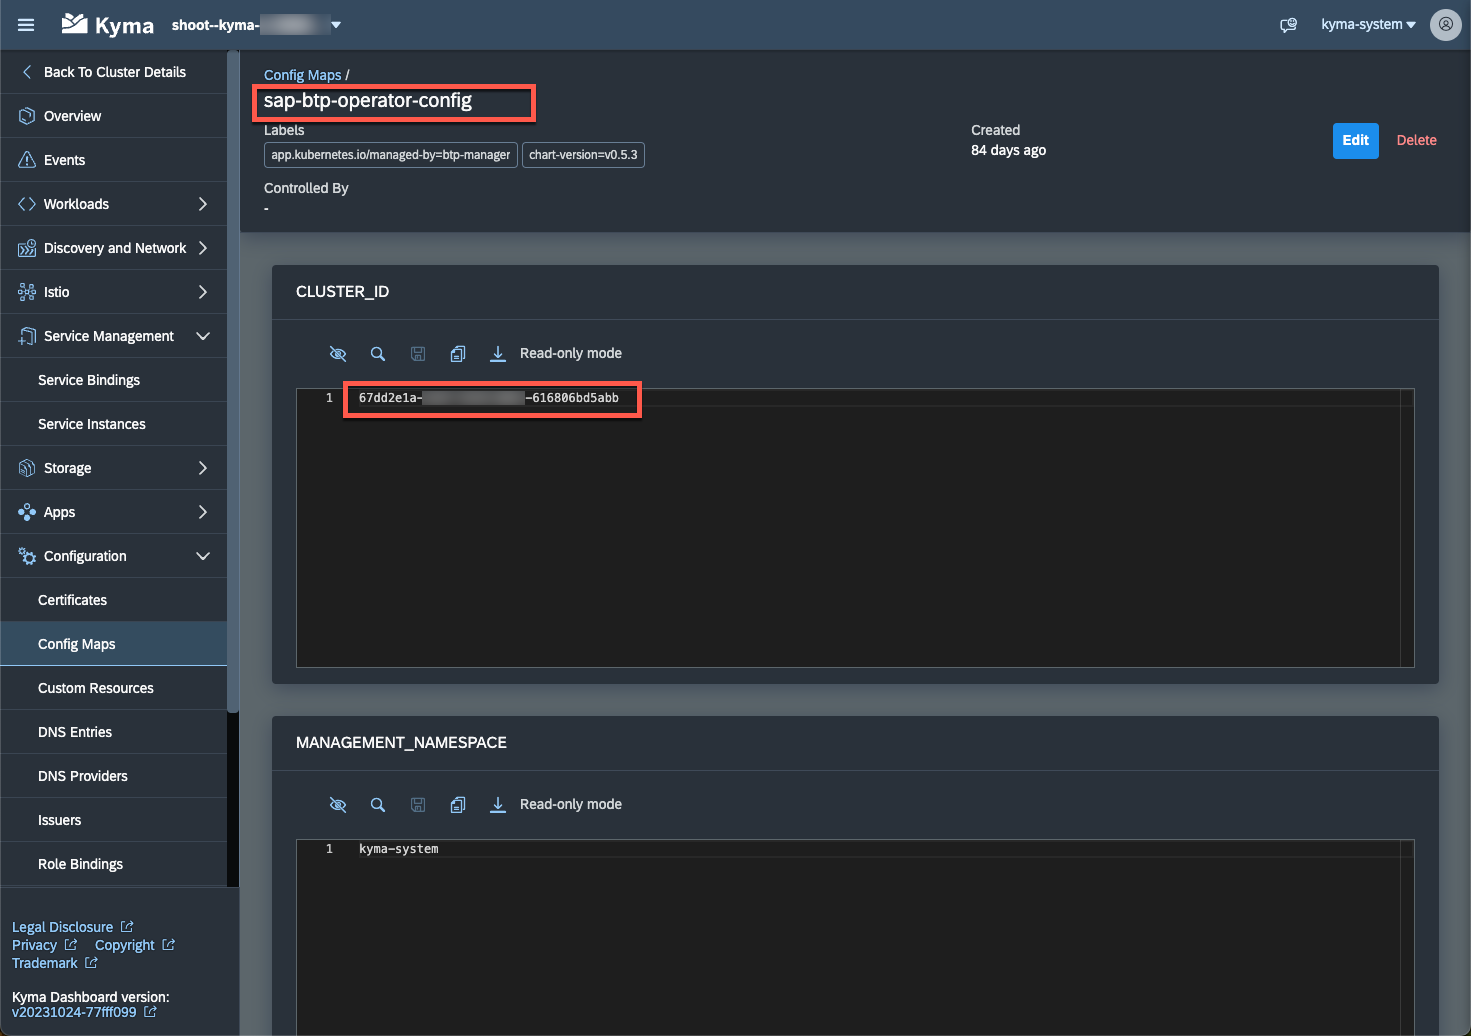 Kyma shoot--kyma- kyma-system
Back To Cluster Details
Overview
Events
Workloads
Discovery and Network
Istio
Service Management
Service Bindings
Service Instances
Storage
Apps
Configuration
Certificates
Config Maps
Custom Resources
DNS Entries
DNS Providers
Issuers
Role Bindings
Legal Disclosure
Privacy Copyright
Trademark
Kyma Dashboard version:
v20231024-77fff099
Config Maps /
sap-btp-operator-config
Labels
app.kubernetes.io/managed-by=btp-manager chart-version=v0.5.3
Controlled By
-
Created
84 days ago
Edit Delete
CLUSTER_ID
Read-only mode
1 67dd2e1a- -616806bd5abb
MANAGEMENT_NAMESPACE
Read-only mode
1 kyma-system